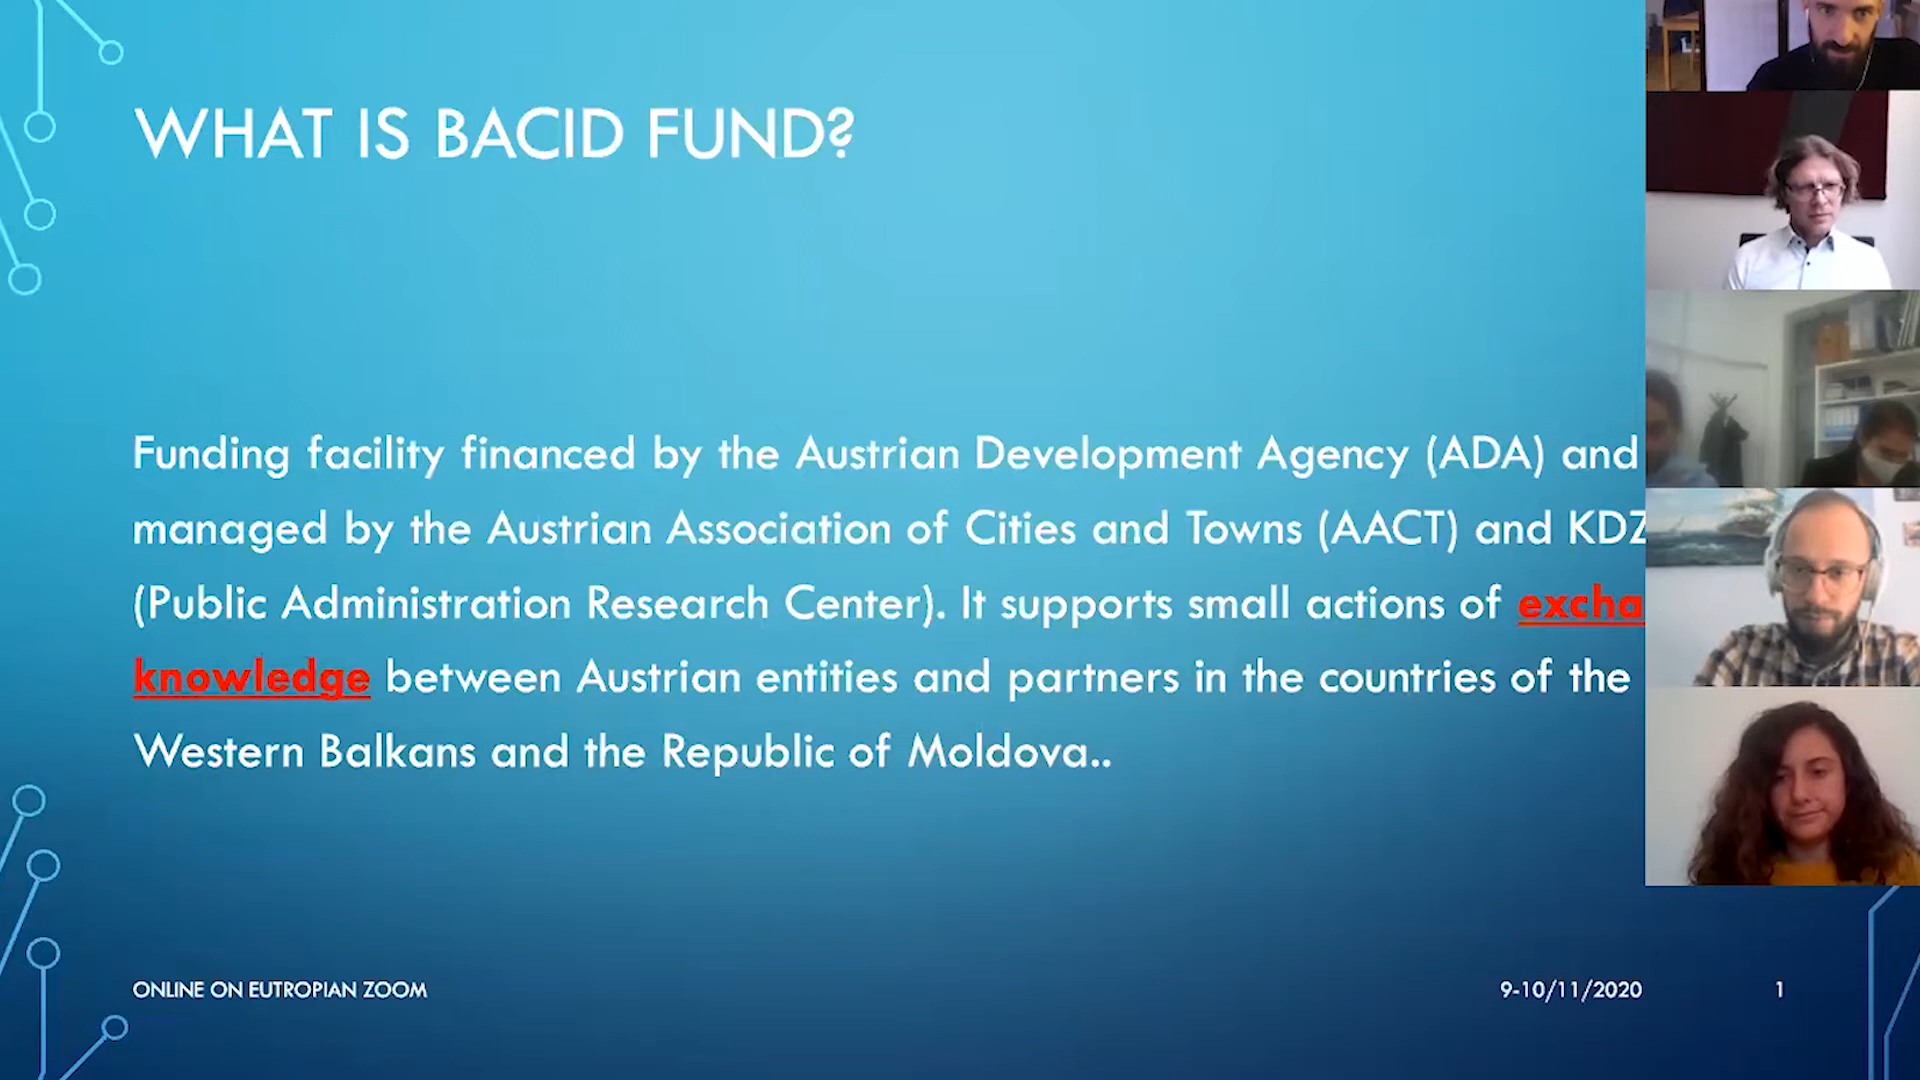 WHAT IS BACID FUND?
Funding facility financed by the Austrian Development Agency (ADA) and
managed by the Austrian Association of Cities and Towns (AACT) and KDZ
(Public Administration Research Center). It supports small actions of
knowledge between Austrian entities and partners in the countries of the
Western Balkans and the Republic of Moldova..
ONLINE ON EUTROPIAN ZOOM
9-10/11/2020
1